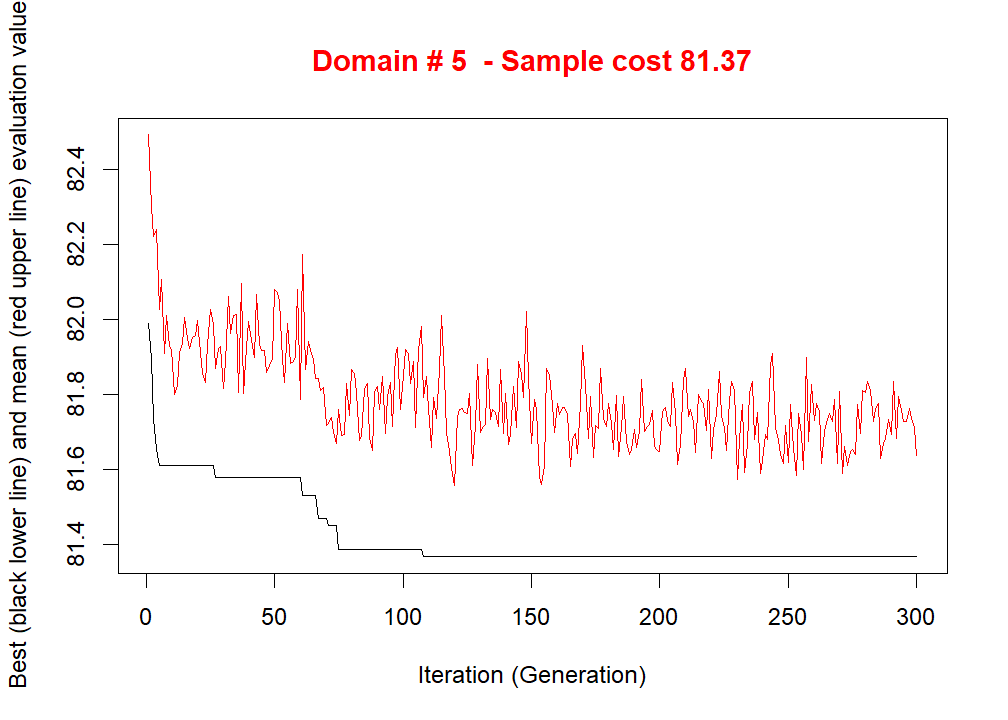 Domain # 5  - Sample cost 81.37
Best (black lower line) and mean (red upper line) evaluation value
82.4
82.2
82.0
81.8
81.6
81.4
0 50 100 150 200 250 300
Iteration (Generation)